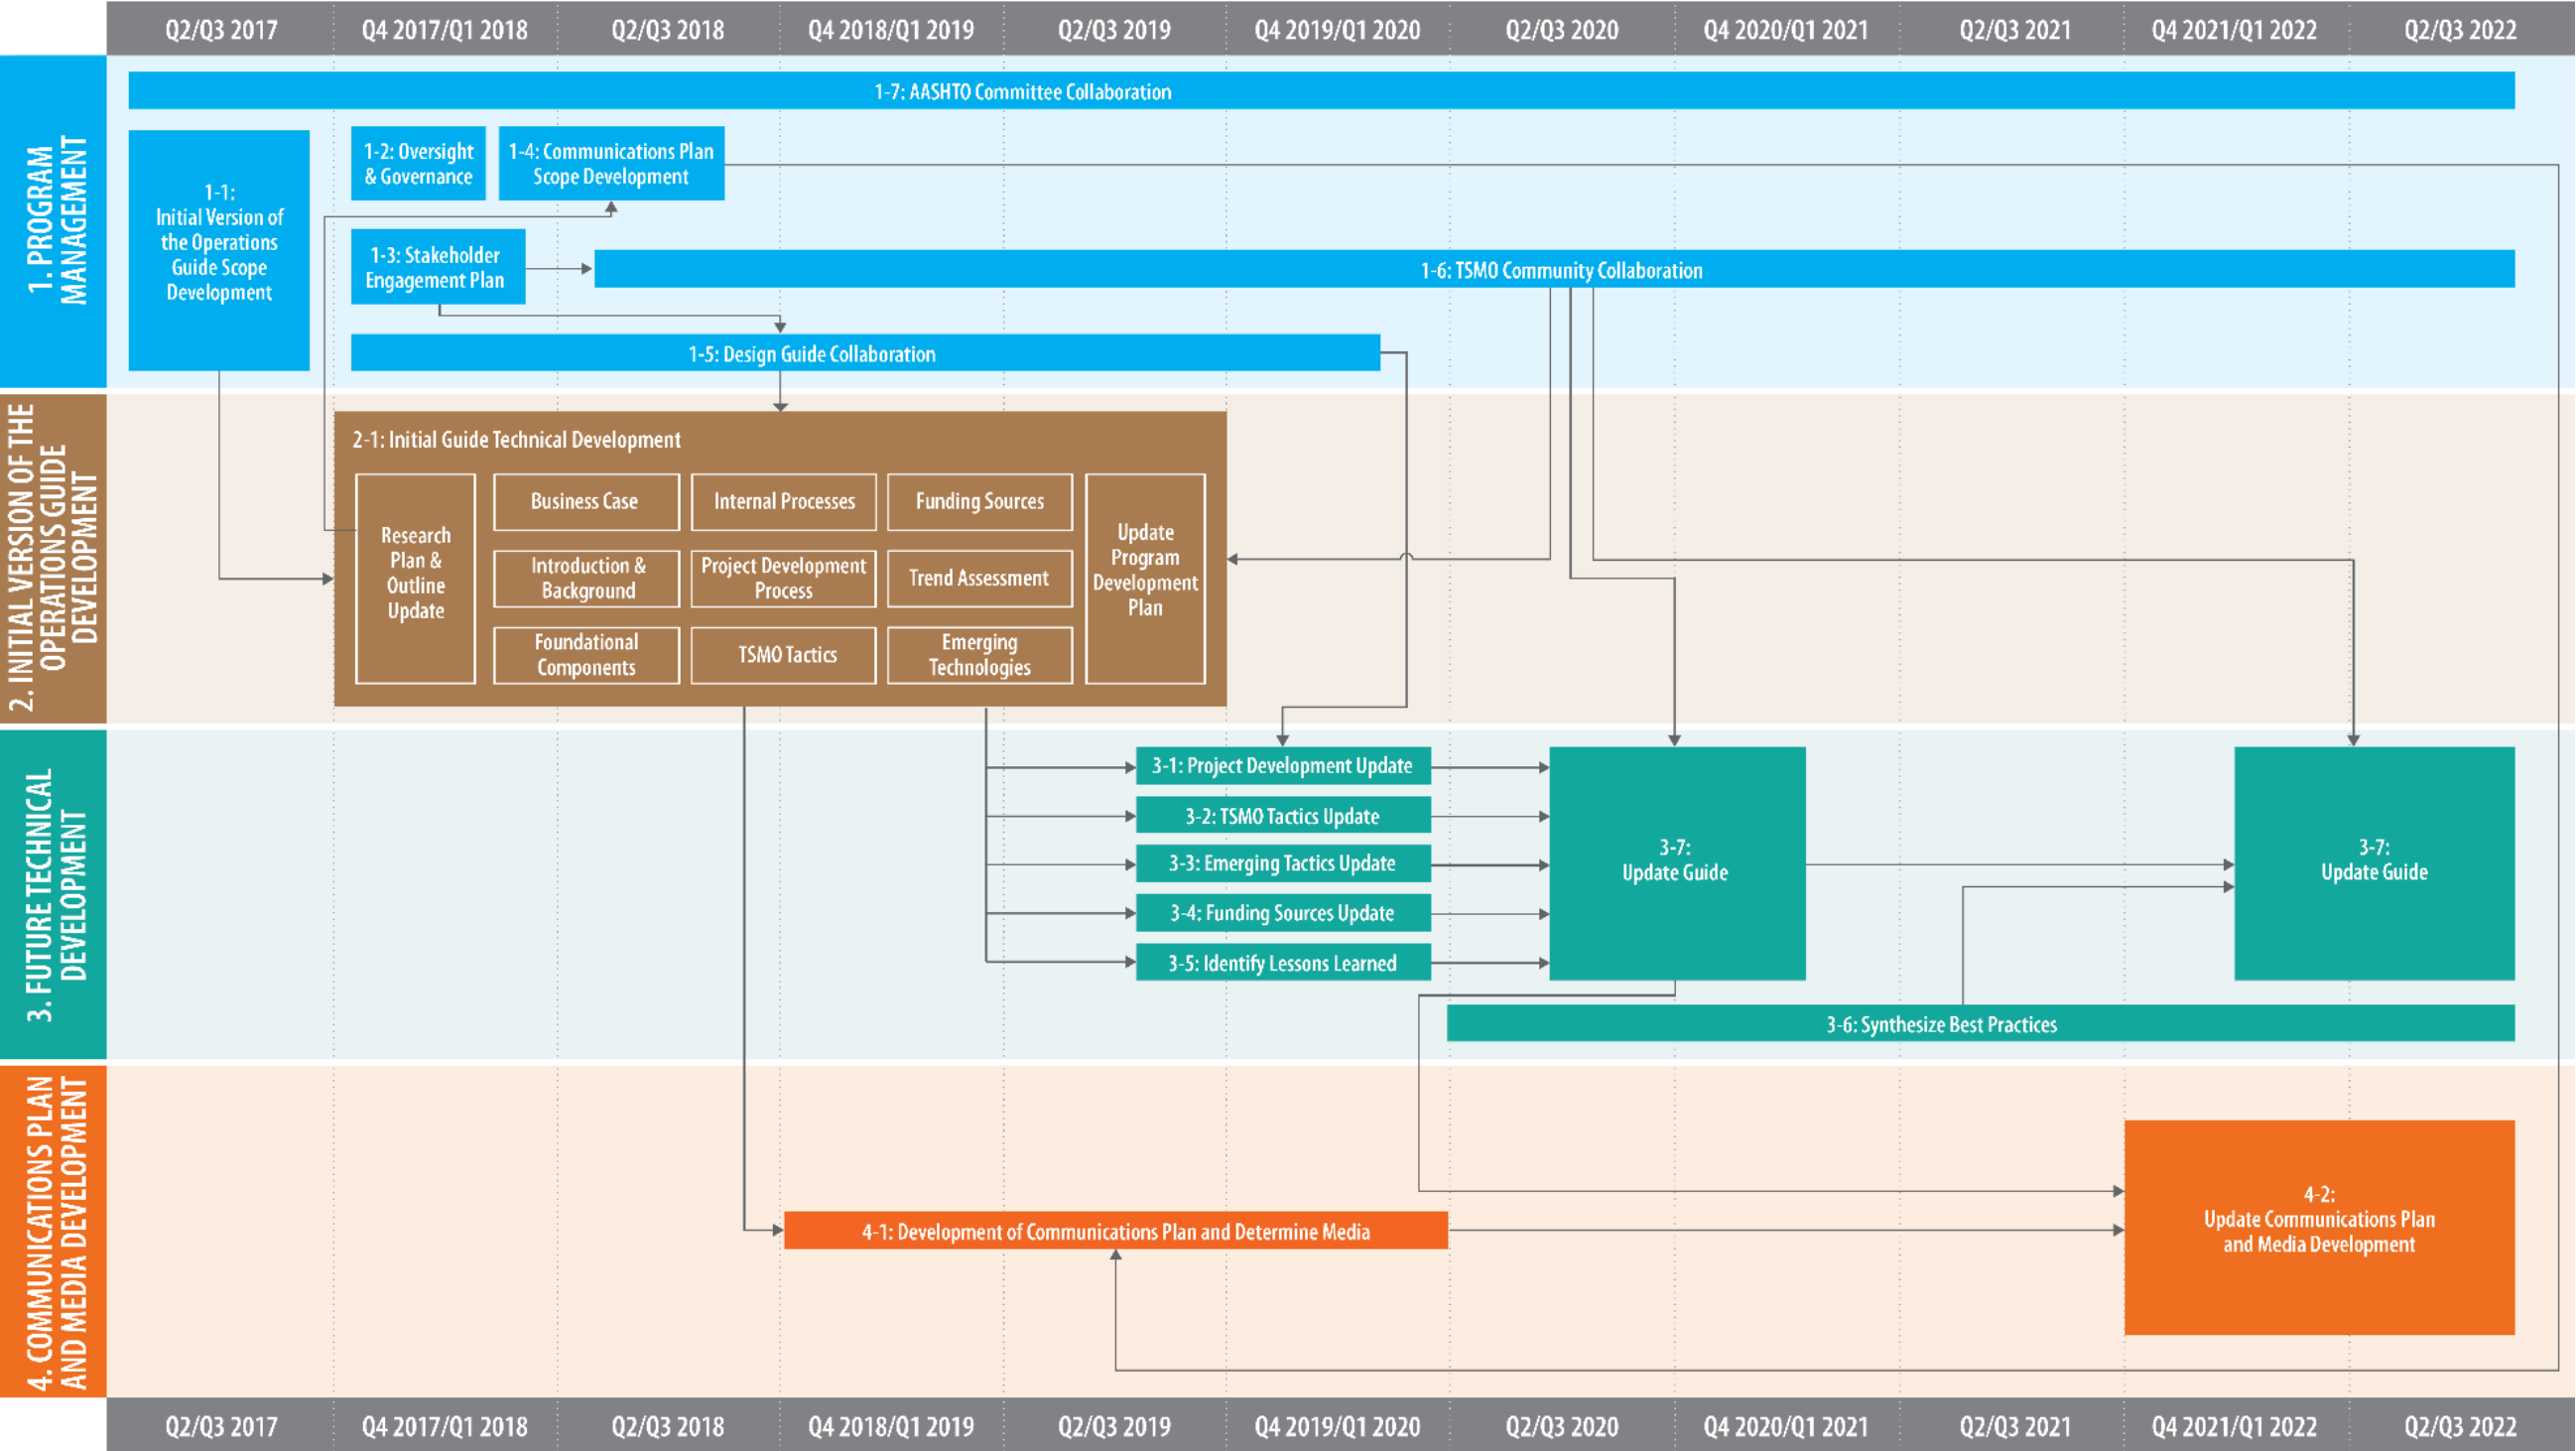 Q2/Q3 2017
Q4 2017/Q1 2018
Q2/Q3 2018
Q4 2018/Q1 2019
Q2/Q3 2019
Q4 2019/Q1 2020
Q2/Q3 2020
Q4 2020/Q1 2021
Q2/Q3 2021
Q4 2021/Q1 2022
Q2/Q3 2022
1. PROGRAM
MANAGEMENT
1-7: AASHTO Committee Collaboration
1-1:
Initial Version of
the Operations
Guide Scope
Development
1-2: Oversight
& Governance
1-4: Communications Plan
Scope Development
1-3: Stakeholder
Engagement Plan
1-6: TSMO Community Collaboration
1-5: Design Guide Collaboration
2. INITIAL VERSION OF THE
OPERATIONS GUIDE
DEVELOPMENT
2-1: Initial Guide Technical Development
Research
Plan &
Outline
Update
Business Case
Internal Processes
Funding Sources
Introduction &
Background
Project Development
Process
Trend Assessment
Foundational
Components
TSMO Tactics
Emerging
Technologies
Update
Program
Development
Plan
3. FUTURE TECHNICAL
DEVELOPMENT
3-1: Project Development Update
3-2: TSMO Tactics Update
3-3: Emerging Tactics Update
3-4: Funding Sources Update
3-5: Identify Lessons Learned
3-7:
Update Guide
3-7:
Update Guide
3-6: Synthesize Best Practices
4. COMMUNICATIONS PLAN
AND MEDIA DEVELOPMENT
4-1: Development of Communications Plan and Determine Media
4-2:
Update Communications Plan
and Media Development
Q2/Q3 2017
Q4 2017/Q1 2018
Q2/Q3 2018
Q4 2018/Q1 2019
Q2/Q3 2019
Q4 2019/Q1 2020
Q2/Q3 2020
Q4 2020/Q1 2021
Q2/Q3 2021
Q4 2021/Q1 2022
Q2/Q3 2022